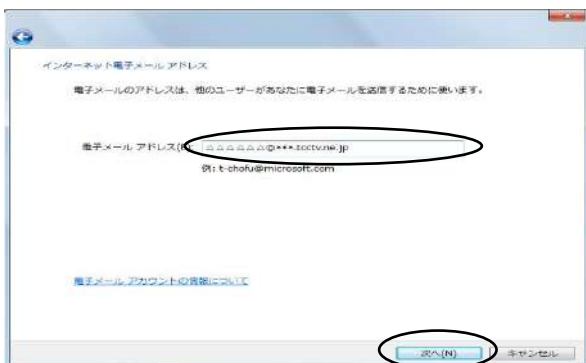 インターネット電子メール アドレス
電子メールのアドレスは、他のユーザーがあなたに電子メールを送信するために使います。
電子メール アドレス(E): △△△△△△@***.tcctv.ne.jp
例: t-chofu@microsoft.com
電子メール アカウントの情報について
次へ(N) キャンセル